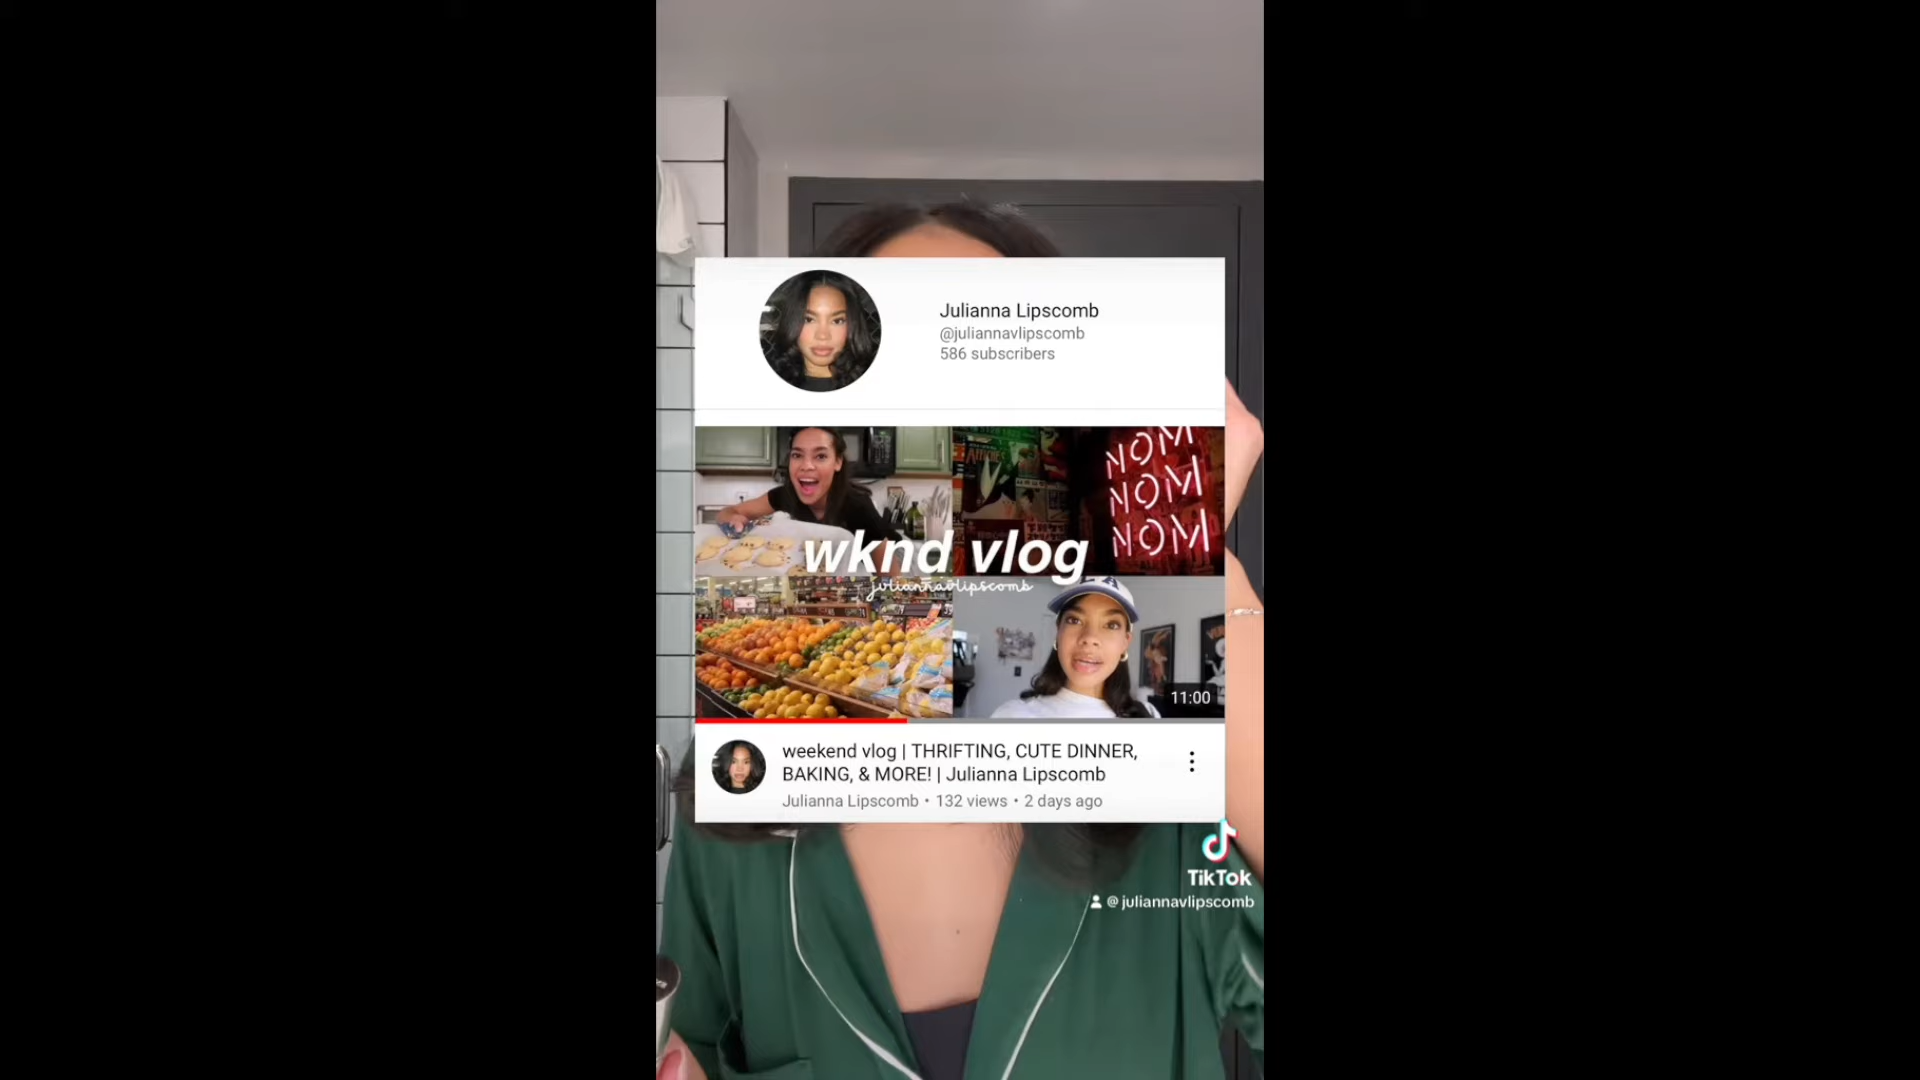 Julianna Lipscomb
@juliannavlipscomb
586 subscribers
NOM
NOM
NOM
wknd vlog
juliannavlipscomb
11:00
weekend vlog | THRIFTING, CUTE DINNER,
BAKING, & MORE! | Julianna Lipscomb
Julianna Lipscomb • 132 views • 2 days ago
TikTok
@juliannavlipscomb